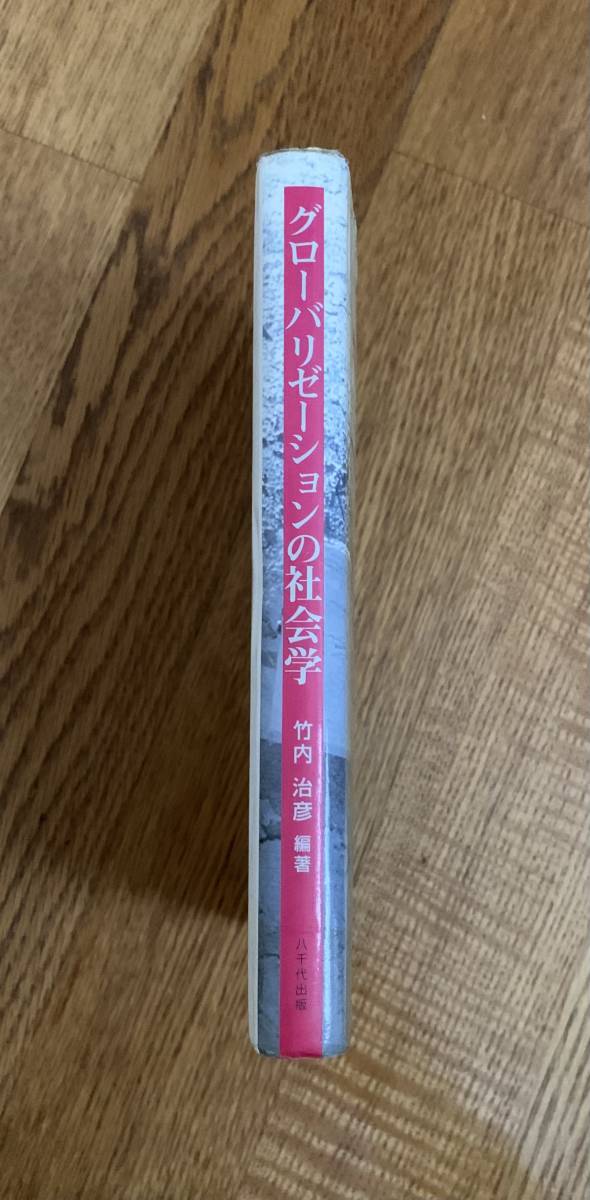 グローバリゼーションの社会学
竹内 治彦 編著
八千代出版